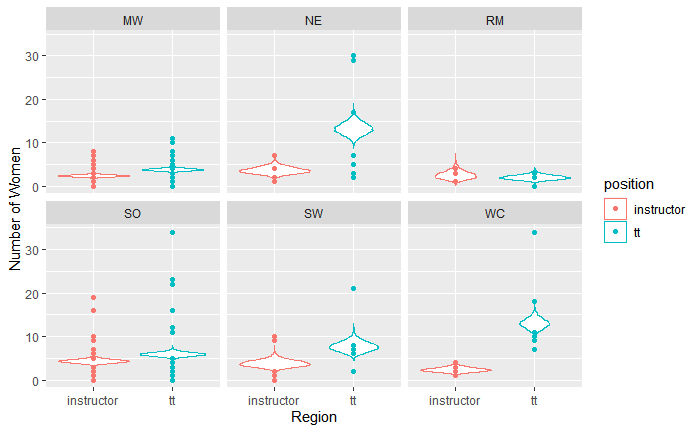 MW NE RM
30
20
10
0
SO SW WC
30
20
10
0
instructor tt instructor tt instructor tt
Region
Number of Women
position
instructor
tt